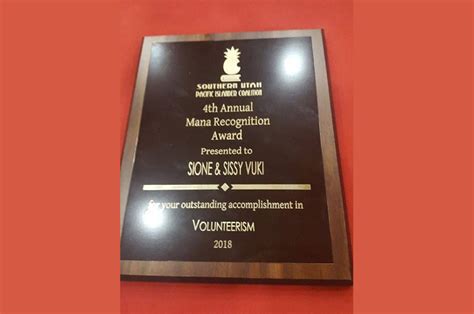 SOUTHERN UTAH
PACIFIC ISLANDER COALITION
4th Annual
Mana Recognition
Award
Presented to
SIONE & SISSY VUKI
for your outstanding accomplishment in
VOLUNTEERISM
2018